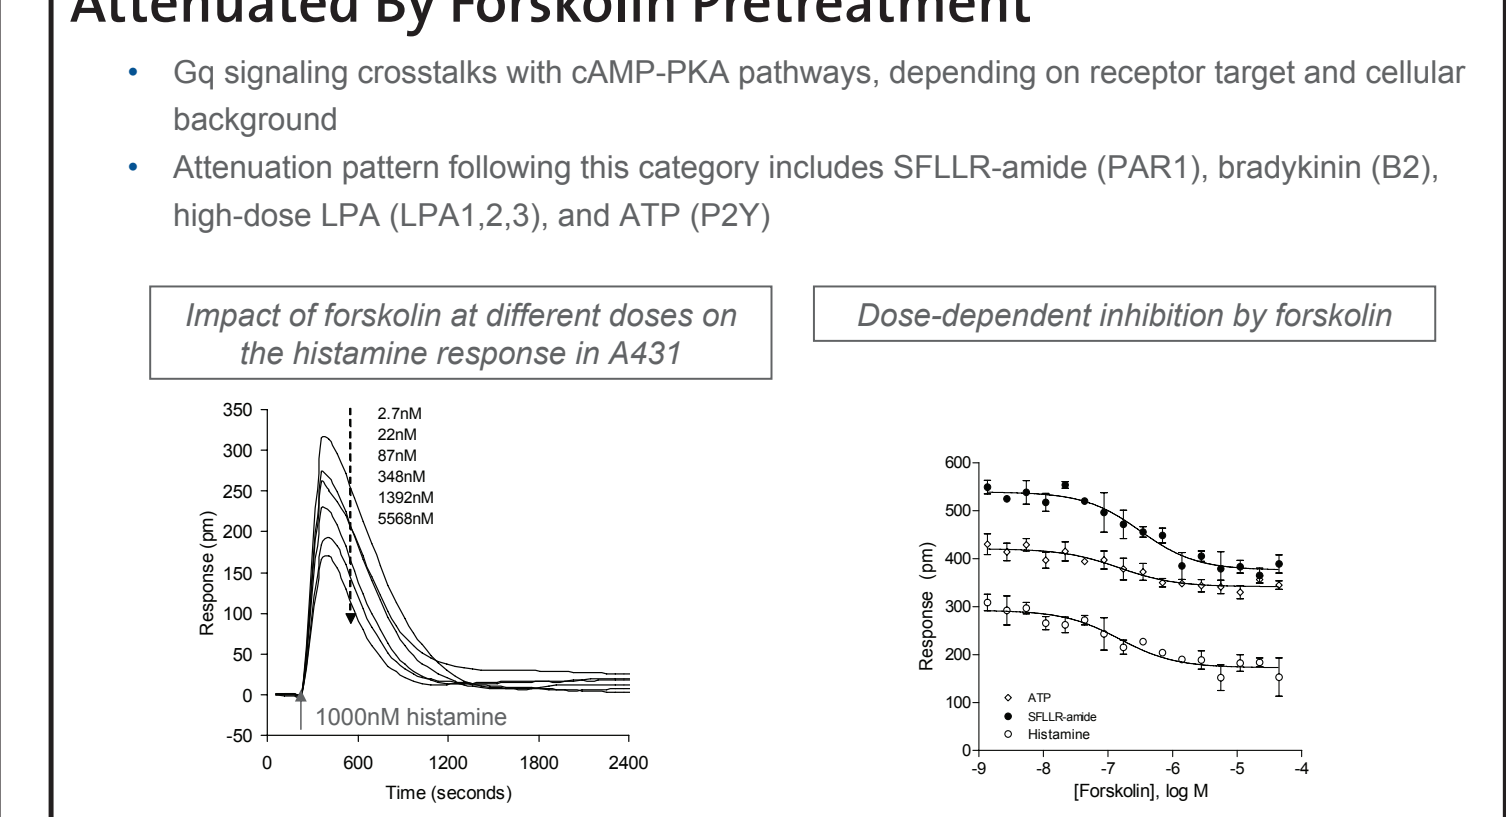 Attenuated By Forskolin Pretreatment
• Gq signaling crosstalks with cAMP-PKA pathways, depending on receptor target and cellular
background
• Attenuation pattern following this category includes SFLLR-amide (PAR1), bradykinin (B2),
high-dose LPA (LPA1,2,3), and ATP (P2Y)
Impact of forskolin at different doses on
the histamine response in A431
350
300
250
200
150
100
50
0
-50
Response (pm)
2.7nM
22nM
87nM
348nM
1392nM
5568nM
1000nM histamine
0 600 1200 1800 2400
Time (seconds)
Dose-dependent inhibition by forskolin
600
500
400
300
200
100
0
Response (pm)
ATP
SFLLR-amide
Histamine
-9 -8 -7 -6 -5 -4
[Forskolin], log M